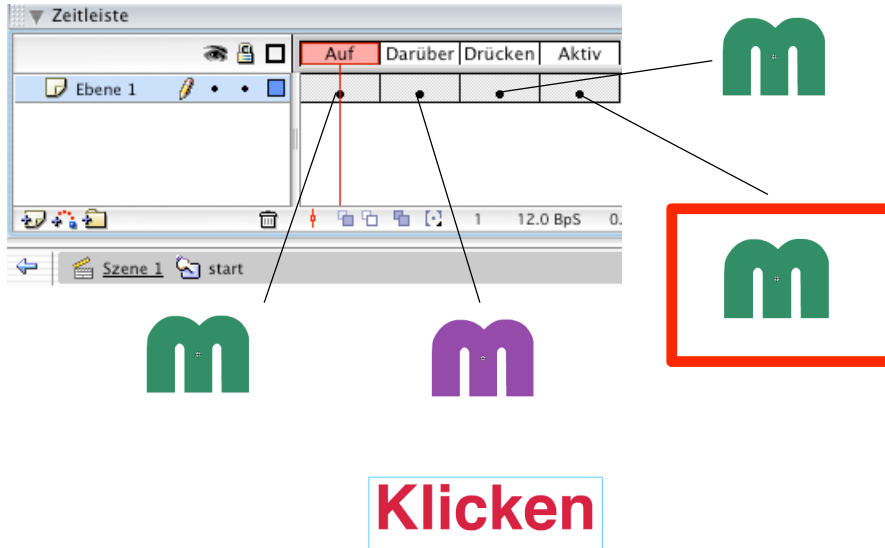 Zeitleiste
Auf Darüber Drücken Aktiv
Ebene 1
1 12.0 BpS 0.
Szene 1 start
m
m
m
m
Klicken